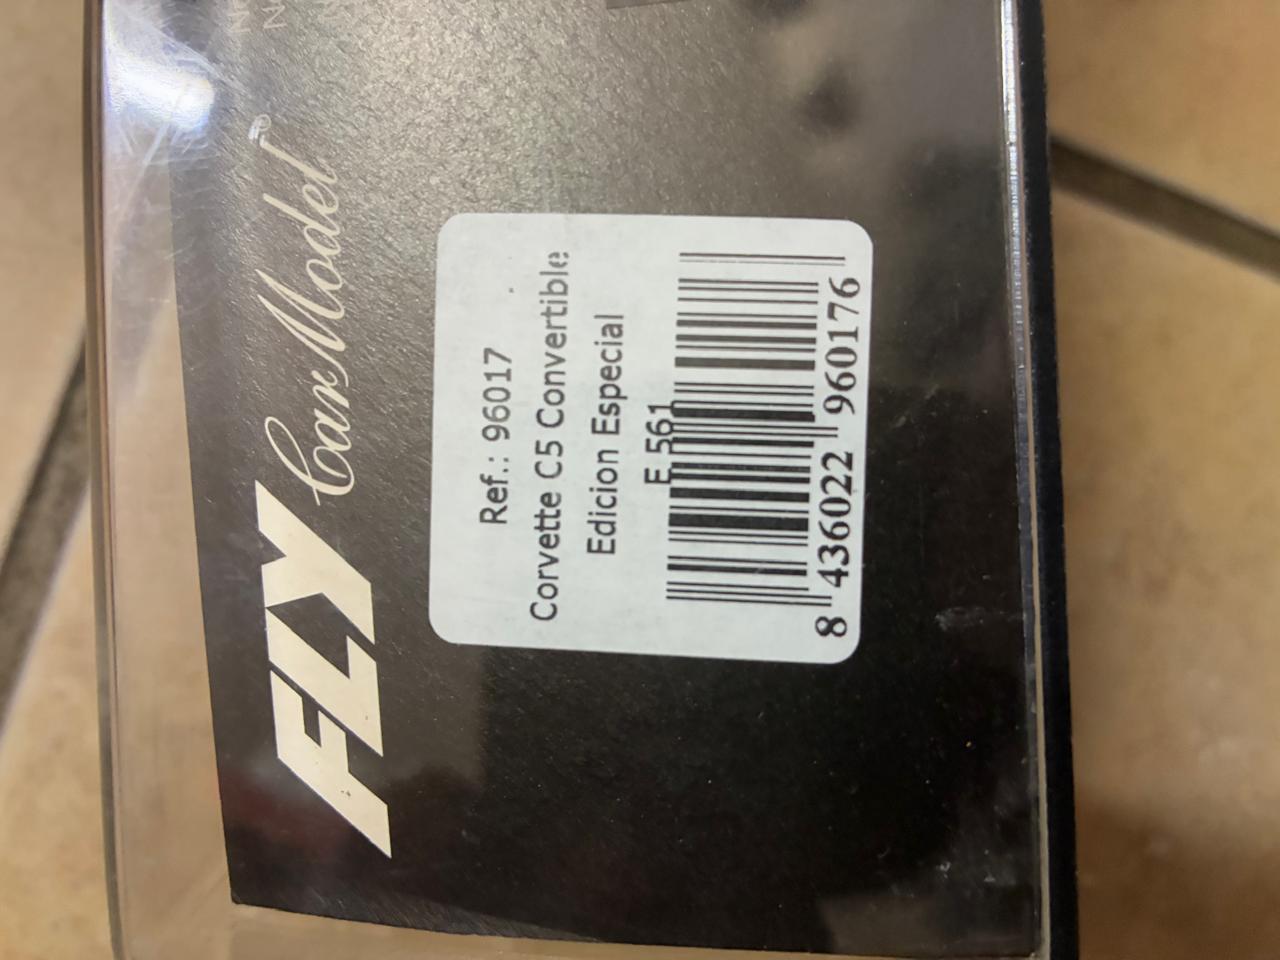 FLY Car Model®
Ref.: 96017
Corvette C5 Convertible
Edicion Especial
E 561
8 436022 960176